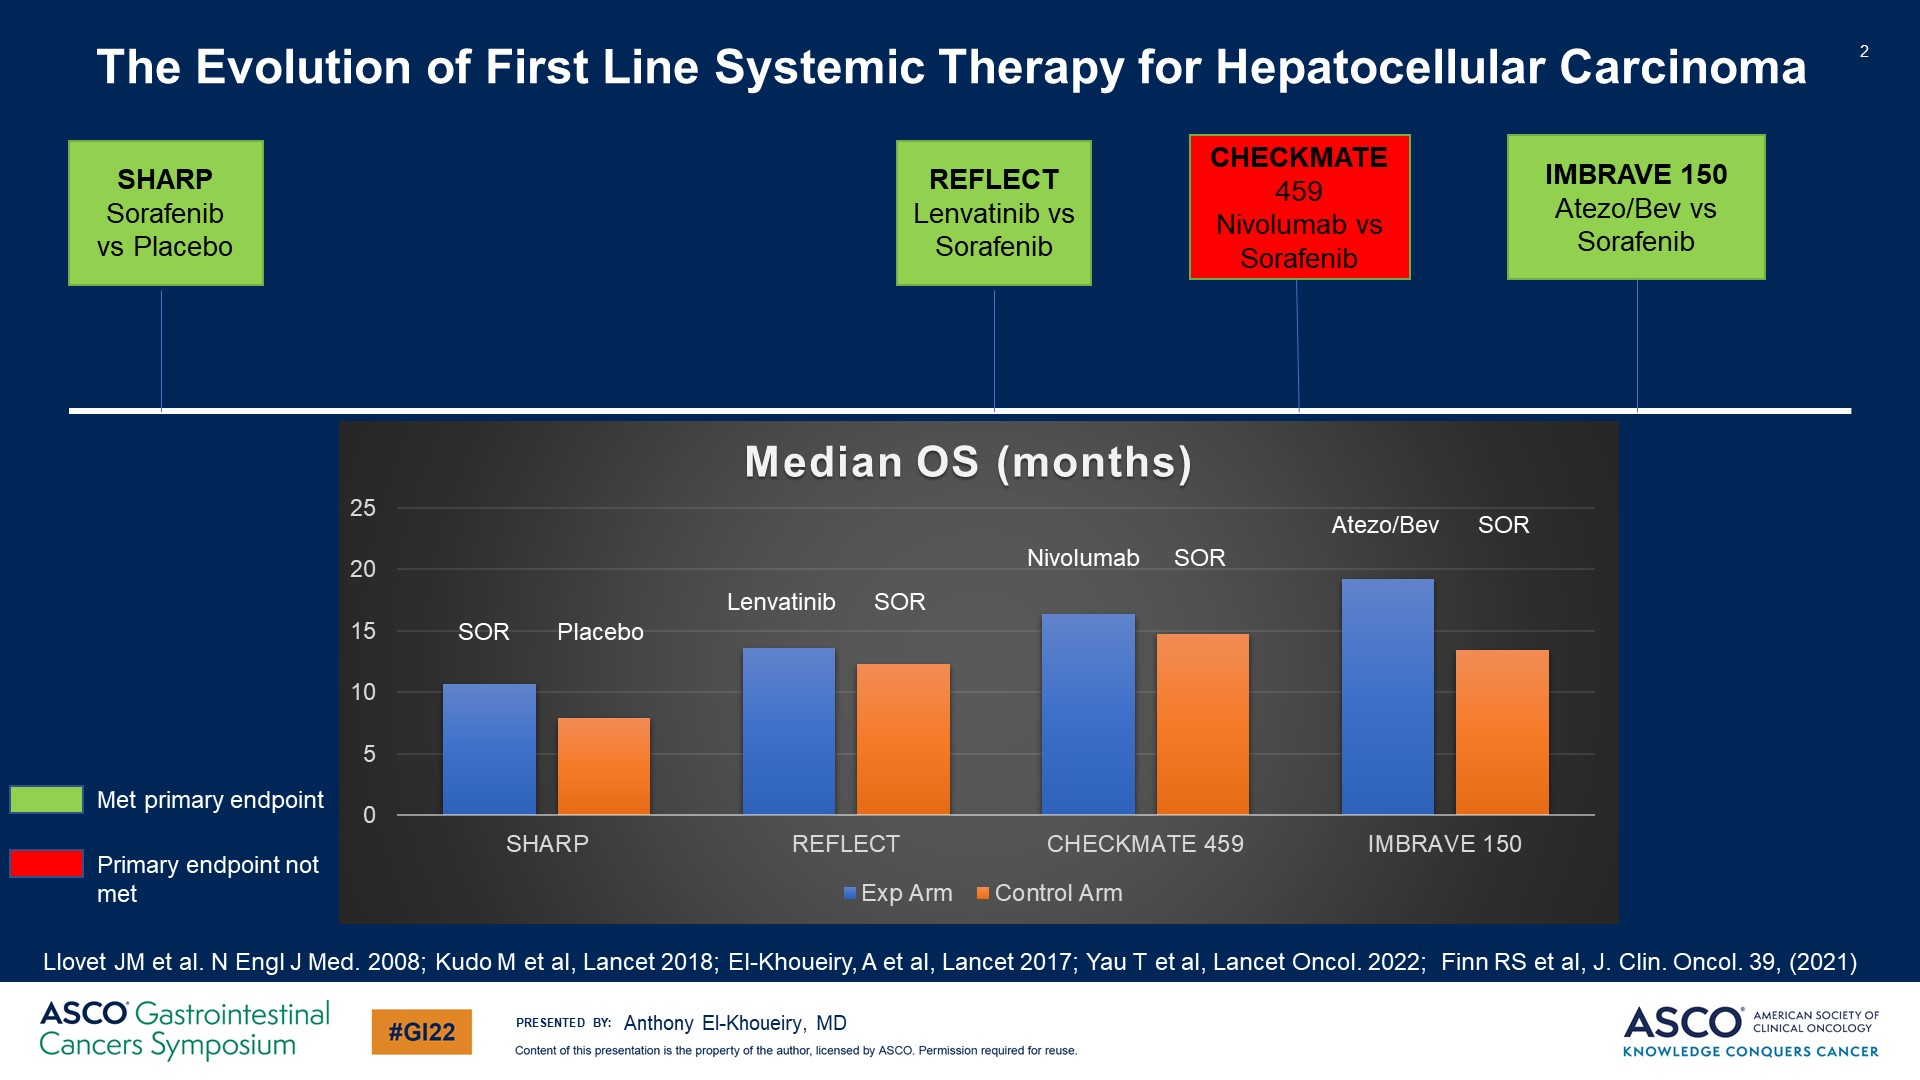 The Evolution of First Line Systemic Therapy for Hepatocellular Carcinoma
2
SHARP
Sorafenib
vs Placebo
REFLECT
Lenvatinib vs
Sorafenib
CHECKMATE
459
Nivolumab vs
Sorafenib
IMBRAVE 150
Atezo/Bev vs
Sorafenib
Median OS (months)
25
20
15
10
5
0
SOR
Placebo
Lenvatinib
SOR
Nivolumab
SOR
Atezo/Bev
SOR
SHARP
REFLECT
CHECKMATE 459
IMBRAVE 150
Exp Arm
Control Arm
Met primary endpoint
Primary endpoint not
met
Llovet JM et al. N Engl J Med. 2008; Kudo M et al, Lancet 2018; El-Khoueiry, A et al, Lancet 2017; Yau T et al, Lancet Oncol. 2022; Finn RS et al, J. Clin. Oncol. 39, (2021)
ASCO Gastrointestinal
Cancers Symposium
#GI22
PRESENTED BY: Anthony El-Khoueiry, MD
Content of this presentation is the property of the author, licensed by ASCO. Permission required for reuse.
ASCO AMERICAN SOCIETY OF
CLINICAL ONCOLOGY
KNOWLEDGE CONQUERS CANCER